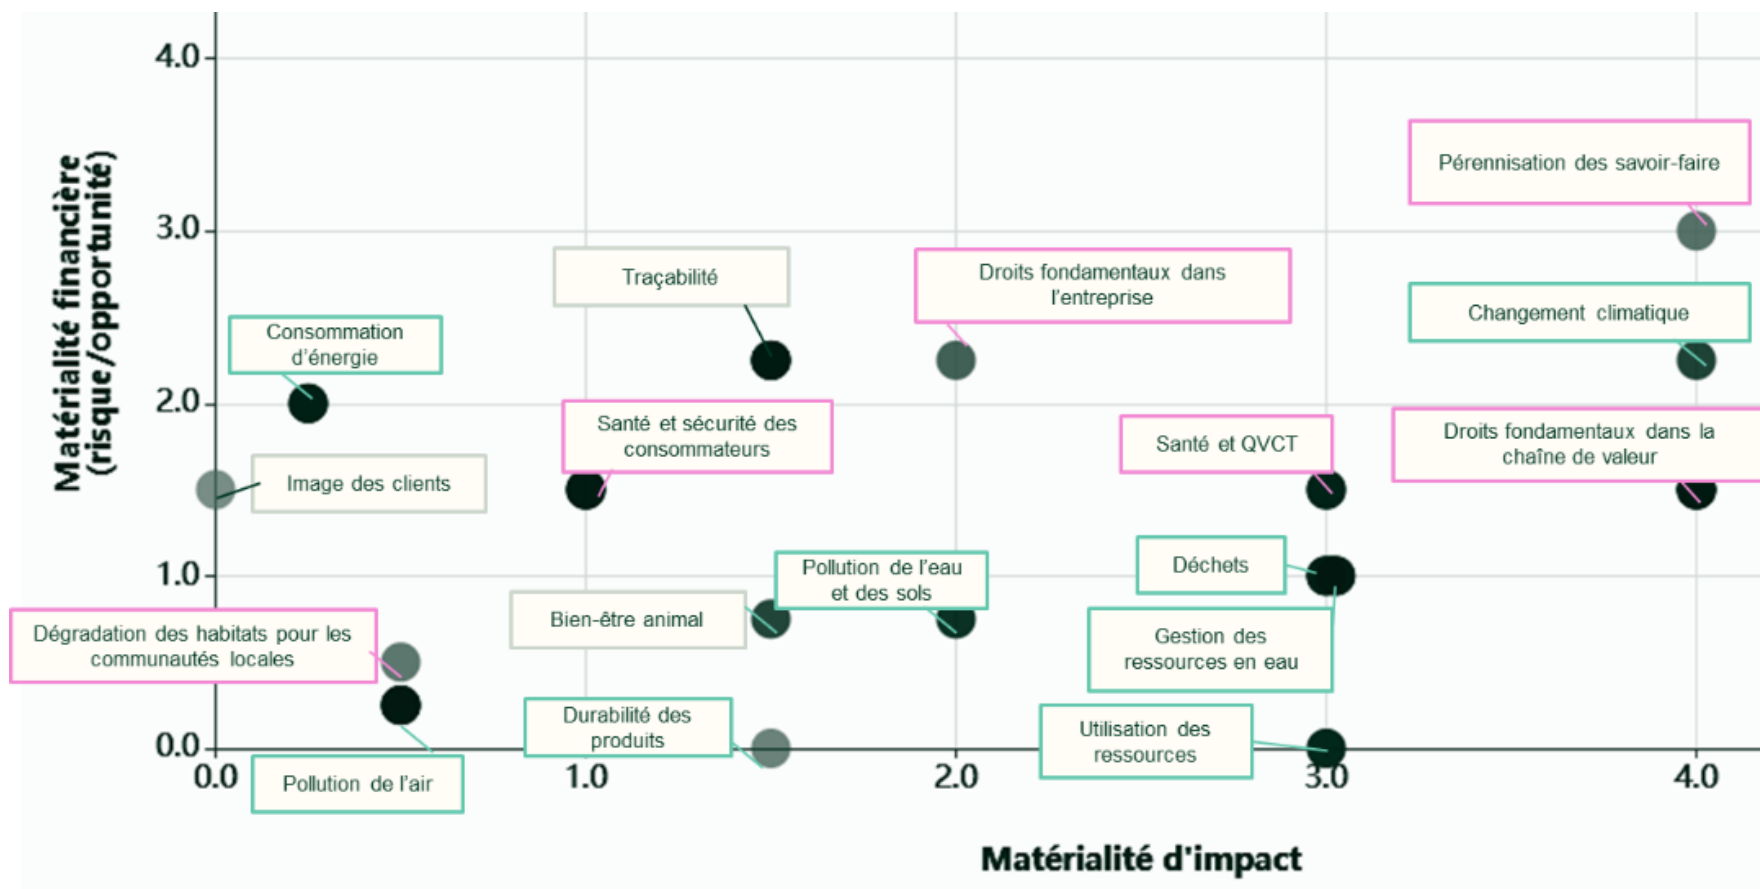 4.0
Pérennisation des savoir-faire
Matérialité financière
(risque/opportunité)
3.0
Traçabilité
Droits fondamentaux dans
l'entreprise
Changement climatique
Consommation
d'énergie
2.0
Santé et sécurité des
consommateurs
Santé et QVCT
Droits fondamentaux dans la
chaîne de valeur
Image des clients
1.0
Pollution de l'eau
et des sols
Déchets
Bien-être animal
Dégradation des habitats pour les
communautés locales
Gestion des
ressources en eau
Durabilité des
produits
Utilisation des
ressources
0.0
0.0
1.0
2.0
3.0
4.0
Pollution de l'air
Matérialité d'impact